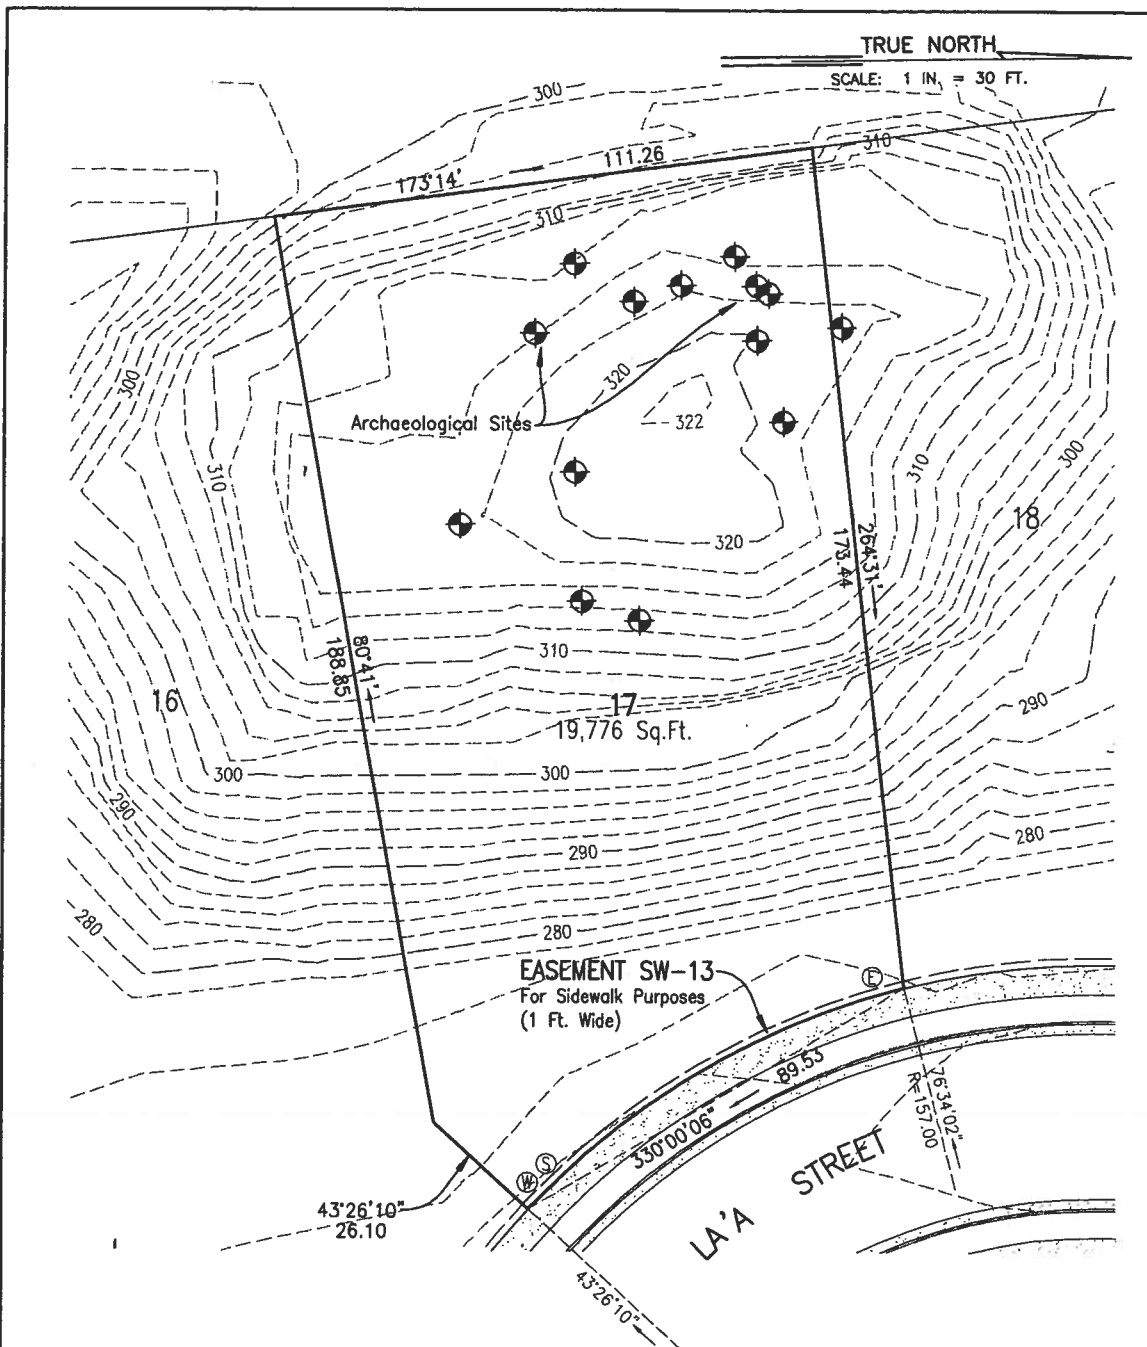 TRUE NORTH
SCALE: 1 IN. = 30 FT.
300
310
111.26
173°14'
310
300
320
Archaeological Sites
322
310
310
300
18
320
264°31'
173.44
310
80°41'
188.85
16
17
19,776 Sq.Ft.
290
300
300
290
290
280
280
280
EASEMENT SW-13
For Sidewalk Purposes
(1 Ft. Wide)
E
89.53
330°00'06"
76°34'02"
R=157.00
S
W
43°26'10"
26.10
LA'A STREET
43°26'10"